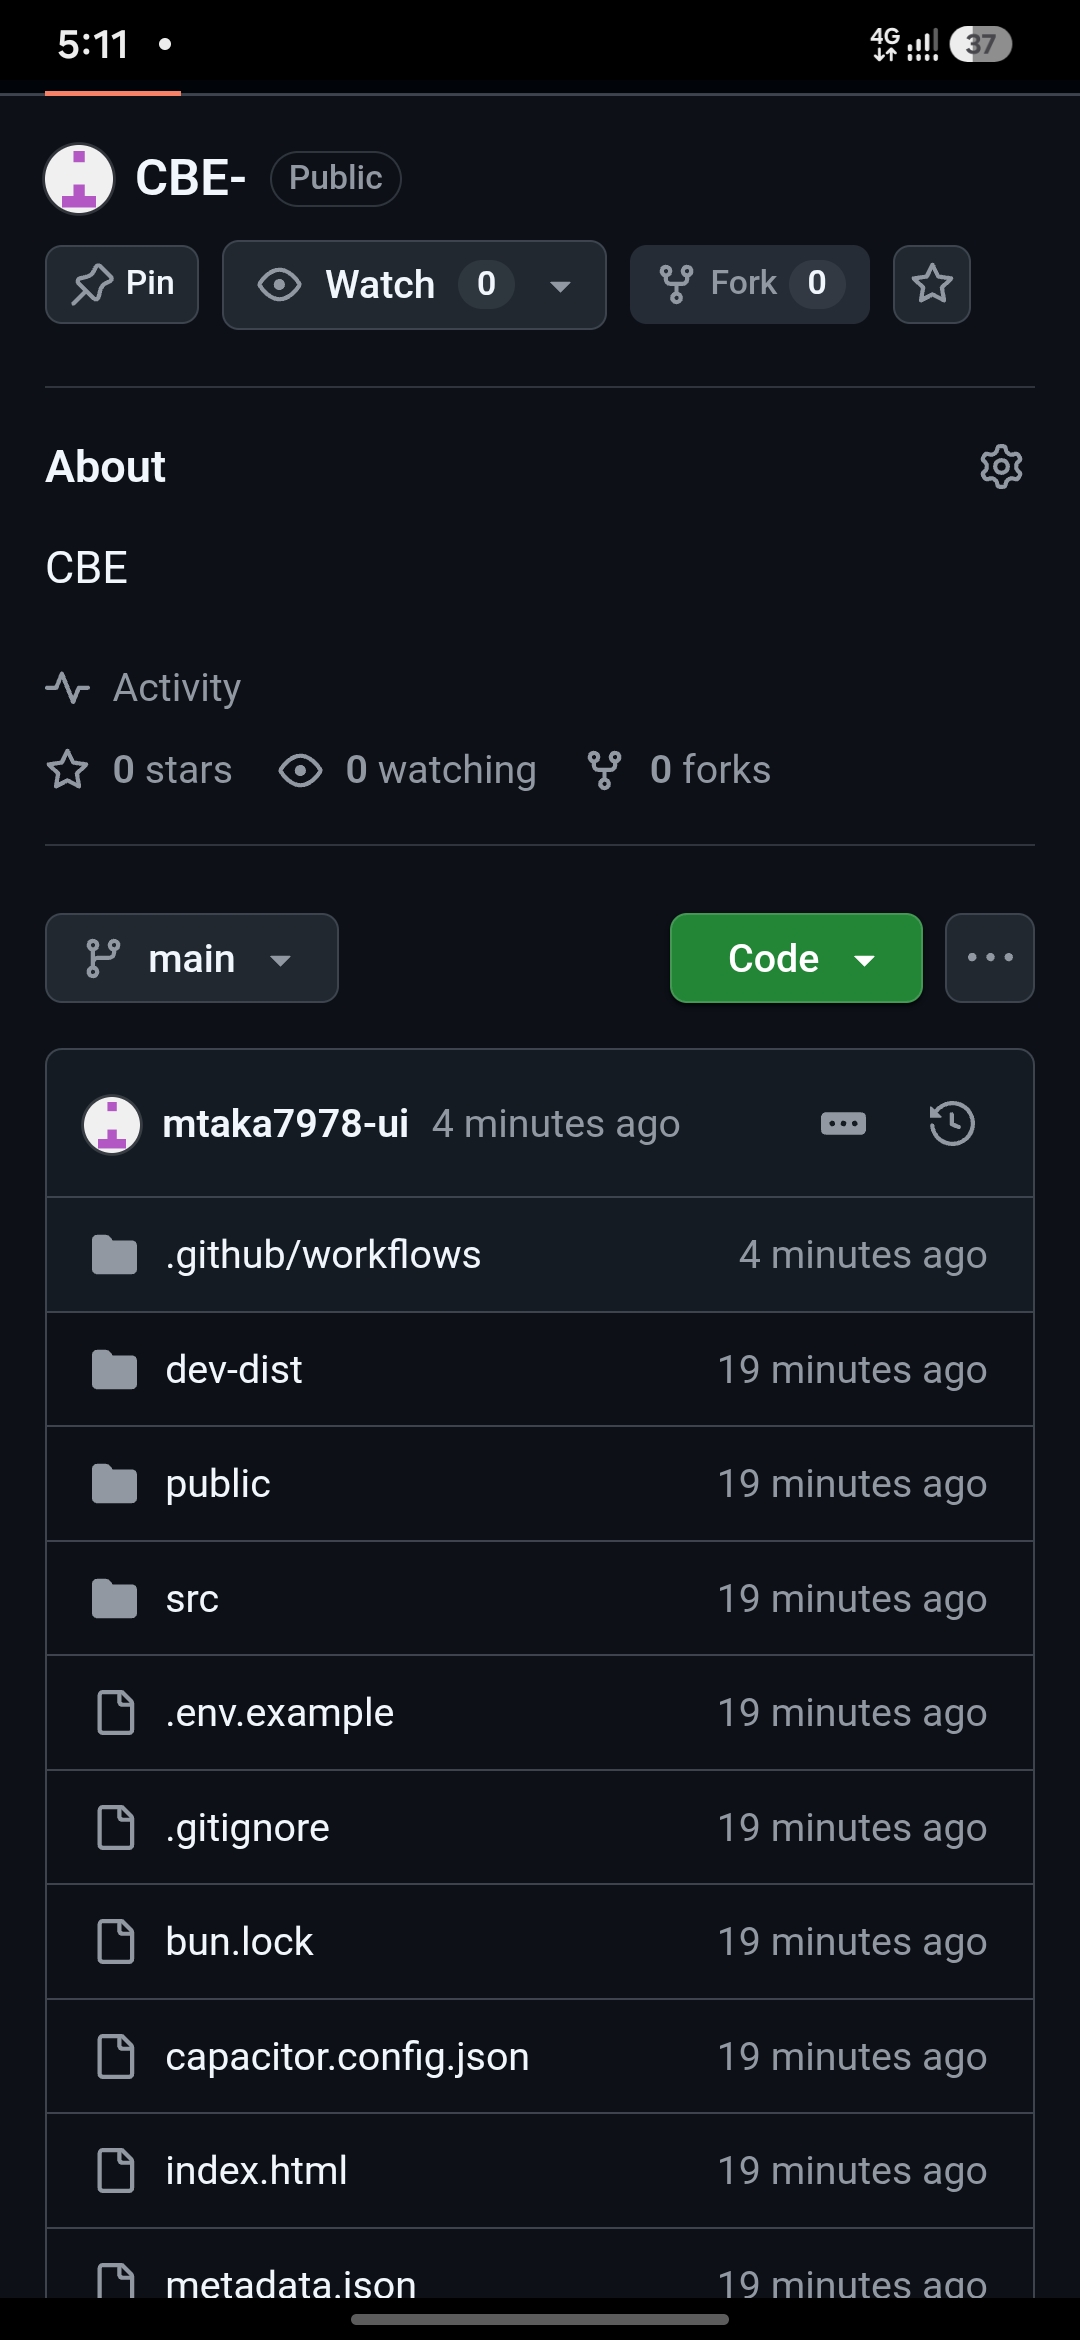 5:11
4G
37
CBE- Public
Pin
Watch 0
Fork 0
About
CBE
Activity
0 stars 0 watching 0 forks
main
Code
mtaka7978-ui 4 minutes ago
.github/workflows 4 minutes ago
dev-dist 19 minutes ago
public 19 minutes ago
src 19 minutes ago
.env.example 19 minutes ago
.gitignore 19 minutes ago
bun.lock 19 minutes ago
capacitor.config.json 19 minutes ago
index.html 19 minutes ago
metadata.json 19 minutes ago